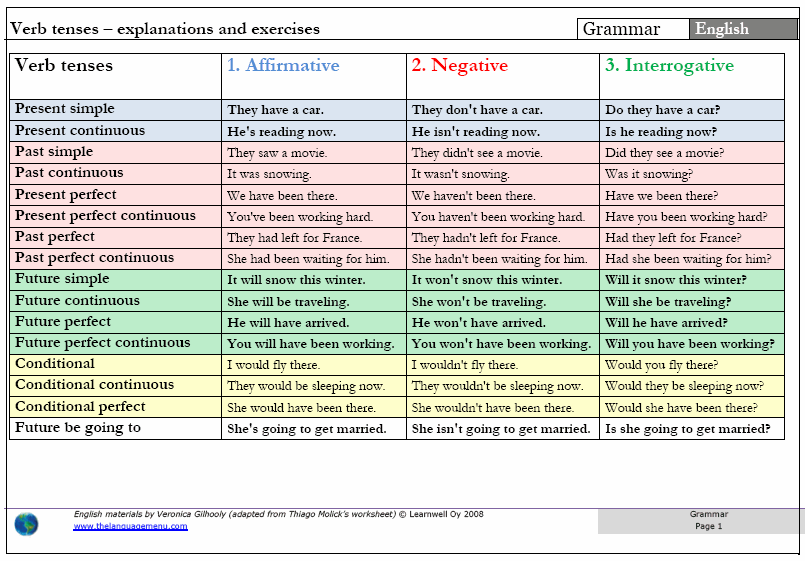 Verb tenses – explanations and exercises Grammar English
Verb tenses 1. Affirmative 2. Negative 3. Interrogative
Present simple They have a car. They don't have a car. Do they have a car?
Present continuous He's reading now. He isn't reading now. Is he reading now?
Past simple They saw a movie. They didn't see a movie. Did they see a movie?
Past continuous It was snowing. It wasn't snowing. Was it snowing?
Present perfect We have been there. We haven't been there. Have we been there?
Present perfect continuous You've been working hard. You haven't been working hard. Have you been working hard?
Past perfect They had left for France. They hadn't left for France. Had they left for France?
Past perfect continuous She had been waiting for him. She hadn't been waiting for him. Had she been waiting for him?
Future simple It will snow this winter. It won't snow this winter. Will it snow this winter?
Future continuous She will be traveling. She won't be traveling. Will she be traveling?
Future perfect He will have arrived. He won't have arrived. Will he have arrived?
Future perfect continuous You will have been working. You won't have been working. Will you have been working?
Conditional I would fly there. I wouldn't fly there. Would you fly there?
Conditional continuous They would be sleeping now. They wouldn't be sleeping now. Would they be sleeping now?
Conditional perfect She would have been there. She wouldn't have been there. Would she have been there?
Future be going to She's going to get married. She isn't going to get married. Is she going to get married?
English materials by Veronica Gilhooly (adapted from Thiago Molick's worksheet) © Learnwell Oy 2008 Grammar
www.thelanguagemenu.com Page 1